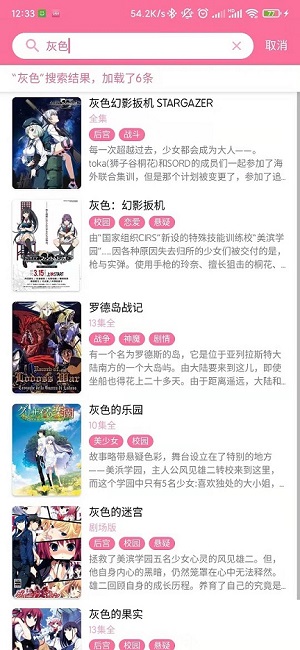 12:33
54.2K/s
77
灰色
取消
“灰色”搜索结果，加载了6条
灰色幻影扳机 STARGAZER
全集
后宫 战斗
每一次超越过去，少女都会成为大人——。
toka(狮子谷桐花)和SORD的成员们一起参加了海
外联合集训，但是那个计划被变更了，参加了追...
灰色：幻影扳机
校园 恋爱 悬疑
由“国家组织CIRS”新设的特殊技能训练校“美滨学
园”……因各种原因失去归所的少女们被交付的是，
枪与实弹。使用手枪的玲奈、擅长狙击的桐花、...
3.15
罗德岛战记
13集全
战争 神魔 剧情
有一个名为罗德斯的岛，它是位于亚列拉斯特大
陆南方的一个大岛屿。由大陆要来到这儿，即使
坐船也得花上二十多天。由于距离遥远，大陆和...
Record of
Lodoss War
灰色的乐园
10集全
美少女 校园
故事略带悬疑色彩，舞台设立在了特别的地方
——美浜学园，主人公风见雄二转校来到这里，
而这个学园中只有5名少女:喜欢独处的大小姐，
灰色的迷宫
剧场版
后宫 校园 悬疑
拯救了美滨学园五名少女心灵的风见雄二。但，
他自身内心的黑暗，仍然笼罩在心中无法释然。
雄二回顾自身的成长历程。养育了自己的究竟是...
灰色的果实
13集全
后宫 校园 悬疑